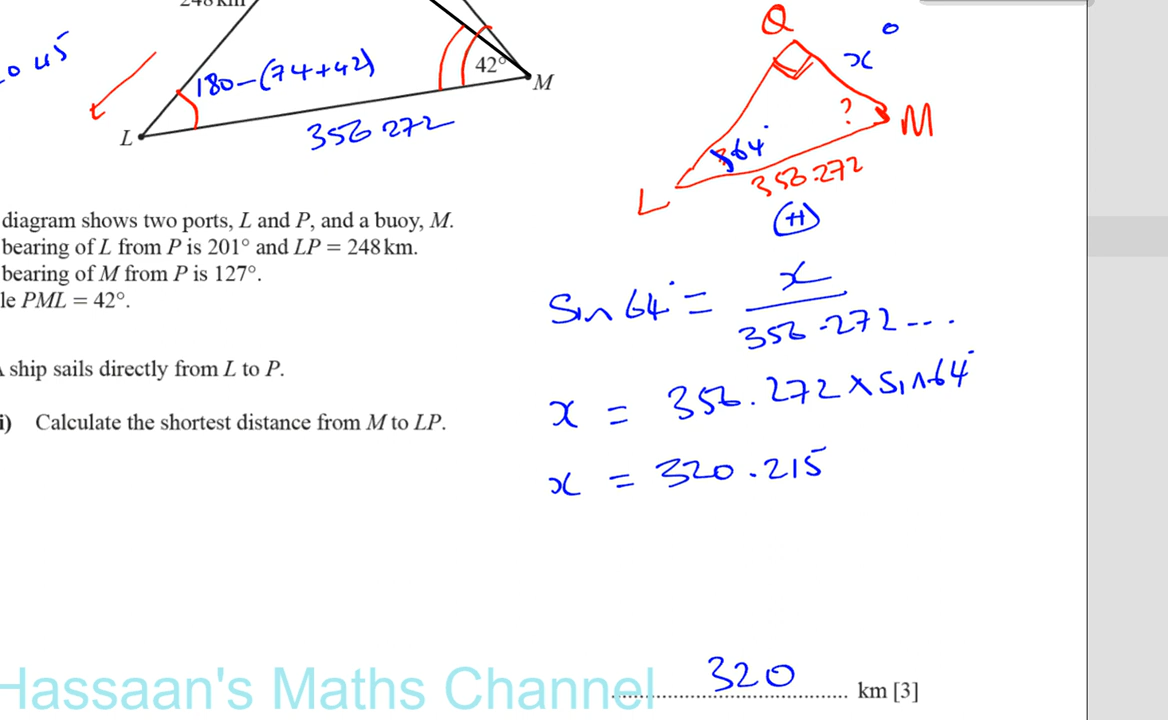 0 45
180-(74+42)
42°
M
L
356 272
Q
x°
?
M
64°
L
356.272
(H)
diagram shows two ports, L and P, and a buoy, M.
bearing of L from P is 201° and LP = 248 km.
bearing of M from P is 127°.
le PML = 42°.
ship sails directly from L to P.
i) Calculate the shortest distance from M to LP.
Sin 64° = x / 356.272...
x = 356.272 x Sin 64°
x = 320.215
320
km [3]
Hassaan's Maths Channel